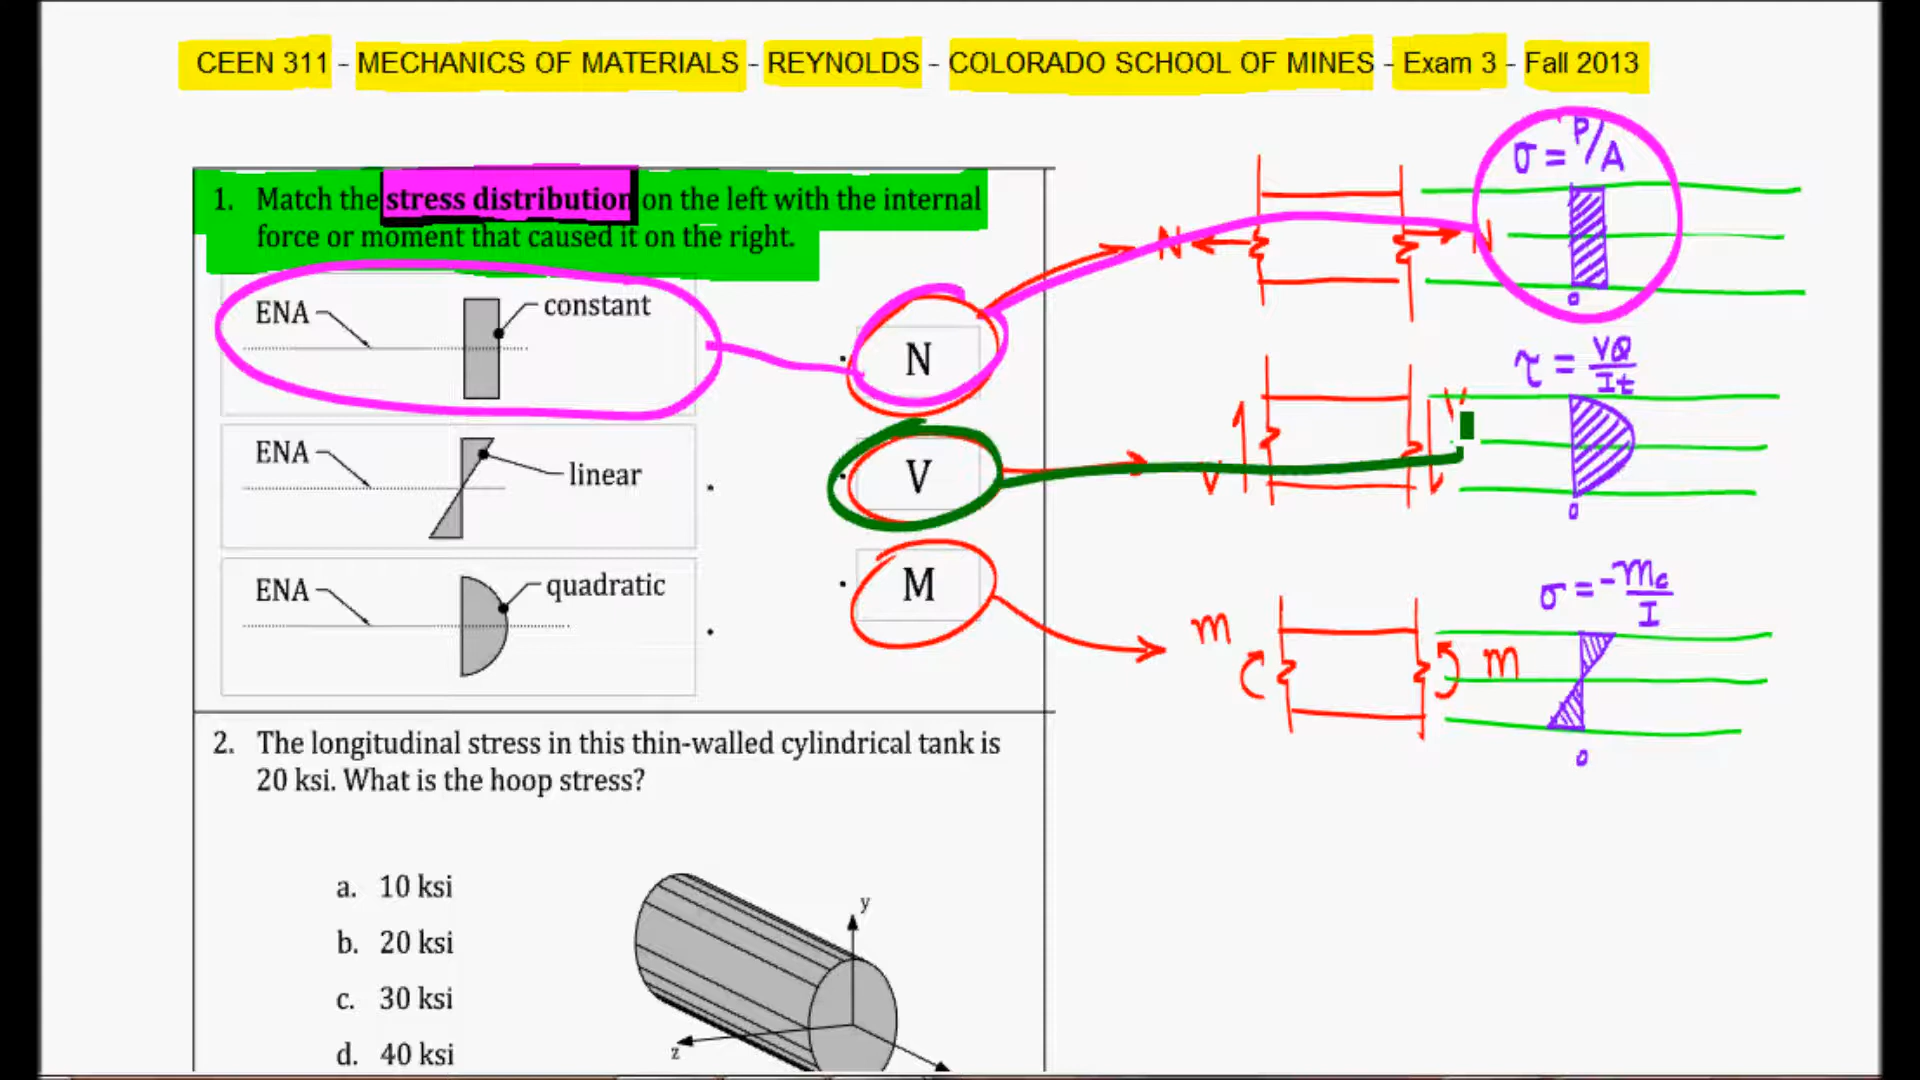 CEEN 311 - MECHANICS OF MATERIALS - REYNOLDS - COLORADO SCHOOL OF MINES - Exam 3 - Fall 2013
1. Match the stress distribution on the left with the internal
force or moment that caused it on the right.
ENA
constant
N
ENA
linear
V
ENA
quadratic
M
N
N
σ = P/A
o
V
V
τ = VQ/It
o
m
m
σ = -Mc/I
o
2. The longitudinal stress in this thin-walled cylindrical tank is
20 ksi. What is the hoop stress?
a. 10 ksi
b. 20 ksi
c. 30 ksi
d. 40 ksi
y
z